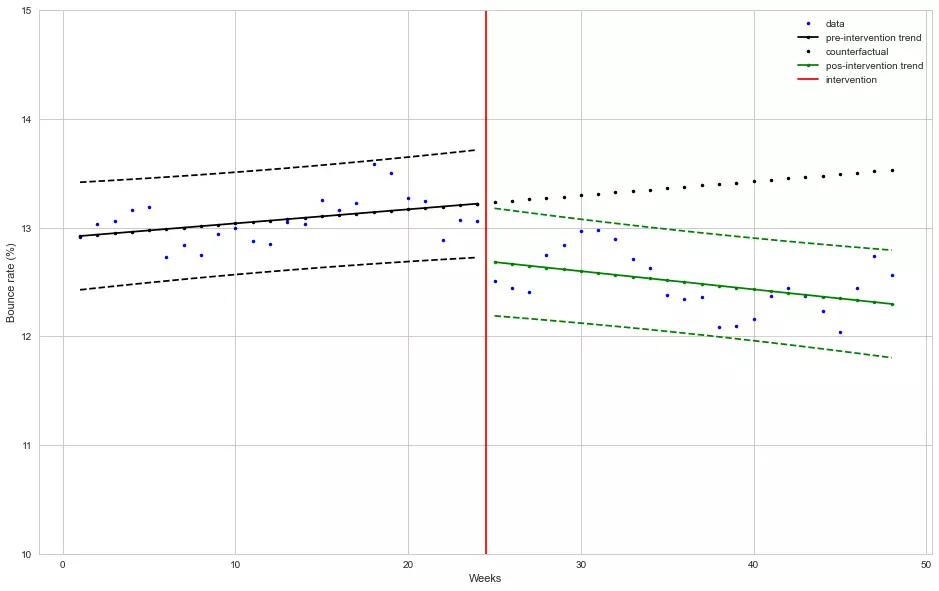 15
14
13
12
11
10
Bounce rate (%)
0
10
20
30
40
50
Weeks
data
pre-intervention trend
counterfactual
pos-intervention trend
intervention